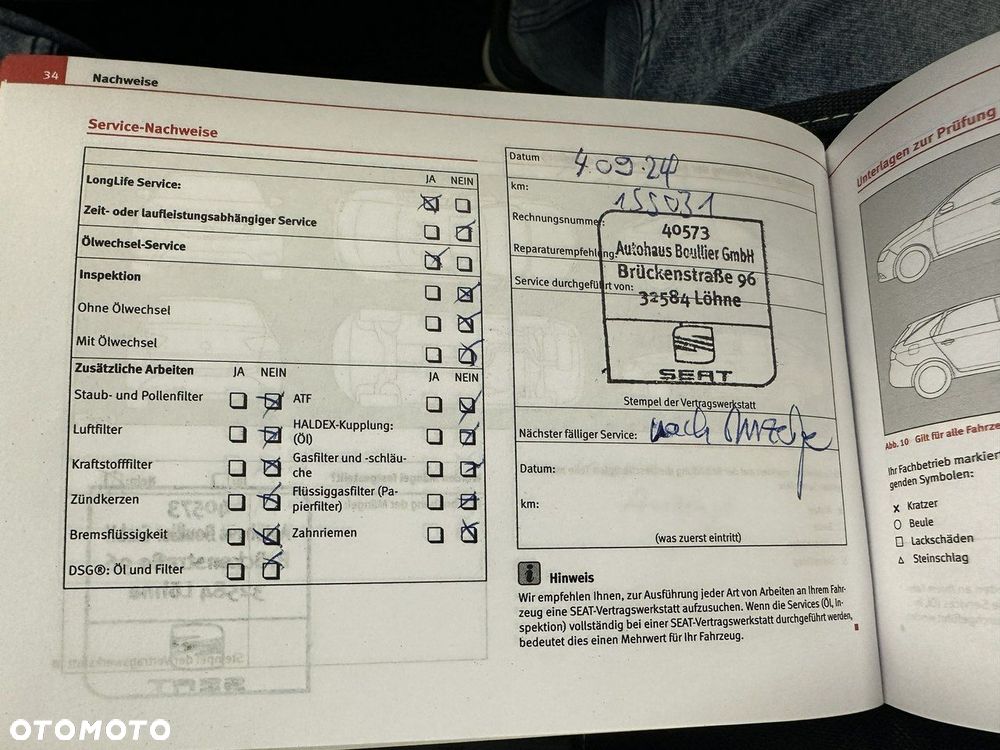 34 Nachweise
Service-Nachweise
JA NEIN
LongLife Service:
Zeit- oder laufleistungsabhängiger Service
Ölwechsel-Service
Inspektion
Ohne Ölwechsel
Mit Ölwechsel
Zusätzliche Arbeiten JA NEIN JA NEIN
Staub- und Pollenfilter ATF
Luftfilter HALDEX-Kupplung:
(Öl)
Kraftstofffilter Gasfilter und -schläu-
che
Zündkerzen Flüssiggasfilter (Pa-
pierfilter)
Bremsflüssigkeit Zahnriemen
DSG®: Öl und Filter
Datum 4.09.24
km: 155031
Rechnungsnummer:
Reparaturempfehlung:
Service durchgeführt von:
40573
Autohaus Boullier GmbH
Brückenstraße 96
32584 Löhne
SEAT
Stempel der Vertragswerkstatt
Nächster fälliger Service: nach Anzeige
Datum:
km:
(was zuerst eintritt)
i Hinweis
Wir empfehlen Ihnen, zur Ausführung jeder Art von Arbeiten an Ihrem Fahr-
zeug eine SEAT-Vertragswerkstatt aufzusuchen. Wenn die Services (Öl, In-
spektion) vollständig bei einer SEAT-Vertragswerkstatt durchgeführt werden,
bedeutet dies einen Mehrwert für Ihr Fahrzeug.
Unterlagen zur Prüfung
Abb. 10 Gilt für alle Fahrze
Ihr Fachbetrieb markiert
genden Symbolen:
x Kratzer
O Beule
□ Lackschäden
△ Steinschlag
OTOMOTO